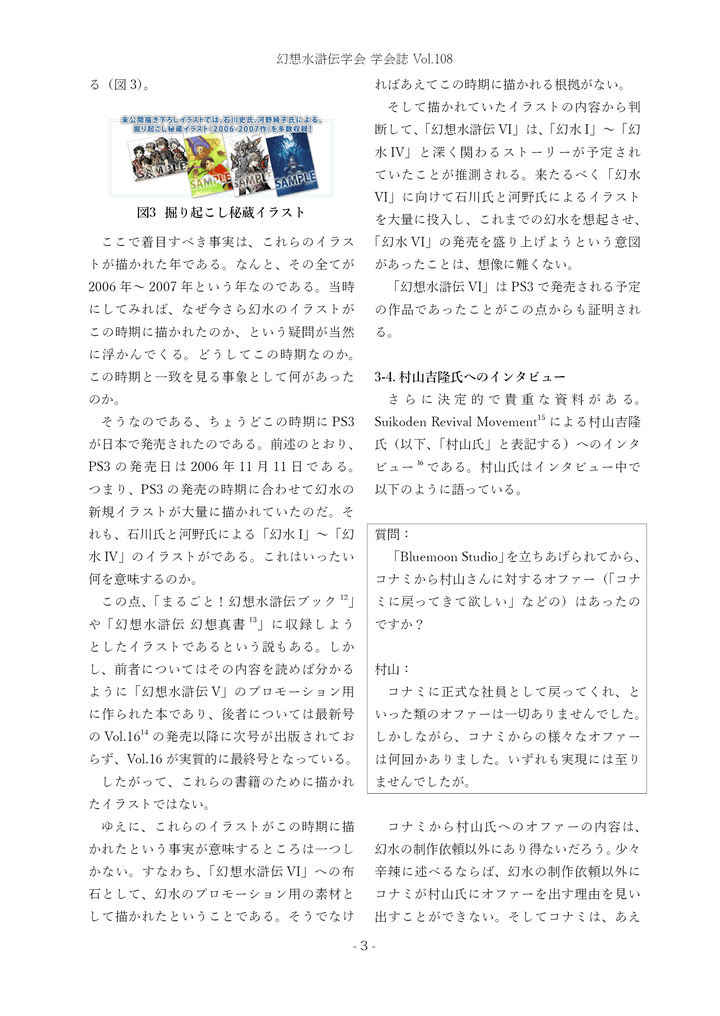 幻想水滸伝学会 学会誌 Vol.108
る（図 3）。
未公開描き下ろしイラストでは、石川史氏、河野純子氏による、
掘り起こし秘蔵イラスト（2006-2007作）を多数収録！
SAMPLE
SAMPLE
SAMPLE
SAMPLE
図3 掘り起こし秘蔵イラスト
ここで着目すべき事実は、これらのイラス
トが描かれた年である。なんと、その全てが
2006 年～ 2007 年という年なのである。当時
にしてみれば、なぜ今さら幻水のイラストが
この時期に描かれたのか、という疑問が当然
に浮かんでくる。どうしてこの時期なのか。
この時期と一致を見る事象として何があった
のか。
そうなのである、ちょうどこの時期に PS3
が日本で発売されたのである。前述のとおり、
PS3 の発売日は 2006 年 11 月 11 日である。
つまり、PS3 の発売の時期に合わせて幻水の
新規イラストが大量に描かれていたのだ。そ
れも、石川氏と河野氏による「幻水 I」～「幻
水 IV」のイラストがである。これはいったい
何を意味するのか。
この点、「まるごと！幻想水滸伝ブック 12」
や「幻想水滸伝 幻想真書 13」に収録しよう
としたイラストであるという説もある。しか
し、前者についてはその内容を読めば分かる
ように「幻想水滸伝 V」のプロモーション用
に作られた本であり、後者については最新号
の Vol.1614 の発売以降に次号が出版されてお
らず、Vol.16 が実質的に最終号となっている。
したがって、これらの書籍のために描かれ
たイラストではない。
ゆえに、これらのイラストがこの時期に描
かれたという事実が意味するところは一つし
かない。すなわち、「幻想水滸伝 VI」への布
石として、幻水のプロモーション用の素材と
して描かれたということである。そうでなけ
ればあえてこの時期に描かれる根拠がない。
そして描かれていたイラストの内容から判
断して、「幻想水滸伝 VI」は、「幻水 I」～「幻
水 IV」と深く関わるストーリーが予定され
ていたことが推測される。来たるべく「幻水
VI」に向けて石川氏と河野氏によるイラスト
を大量に投入し、これまでの幻水を想起させ、
「幻水 VI」の発売を盛り上げようという意図
があったことは、想像に難くない。
「幻想水滸伝 VI」は PS3 で発売される予定
の作品であったことがこの点からも証明され
る。
3-4. 村山吉隆氏へのインタビュー
さらに決定的で貴重な資料がある。
Suikoden Revival Movement15 による村山吉隆
氏（以下、「村山氏」と表記する）へのインタ
ビュー 16 である。村山氏はインタビュー中で
以下のように語っている。
質問：
「Bluemoon Studio」を立ちあげられてから、
コナミから村山さんに対するオファー（「コナ
ミに戻ってきて欲しい」などの）はあったの
ですか？
村山：
コナミに正式な社員として戻ってくれ、と
いった類のオファーは一切ありませんでした。
しかしながら、コナミからの様々なオファー
は何回かありました。いずれも実現には至り
ませんでしたが。
コナミから村山氏へのオファーの内容は、
幻水の制作依頼以外にあり得ないだろう。少々
辛辣に述べるならば、幻水の制作依頼以外に
コナミが村山氏にオファーを出す理由を見い
出すことができない。そしてコナミは、あえ
- 3 -